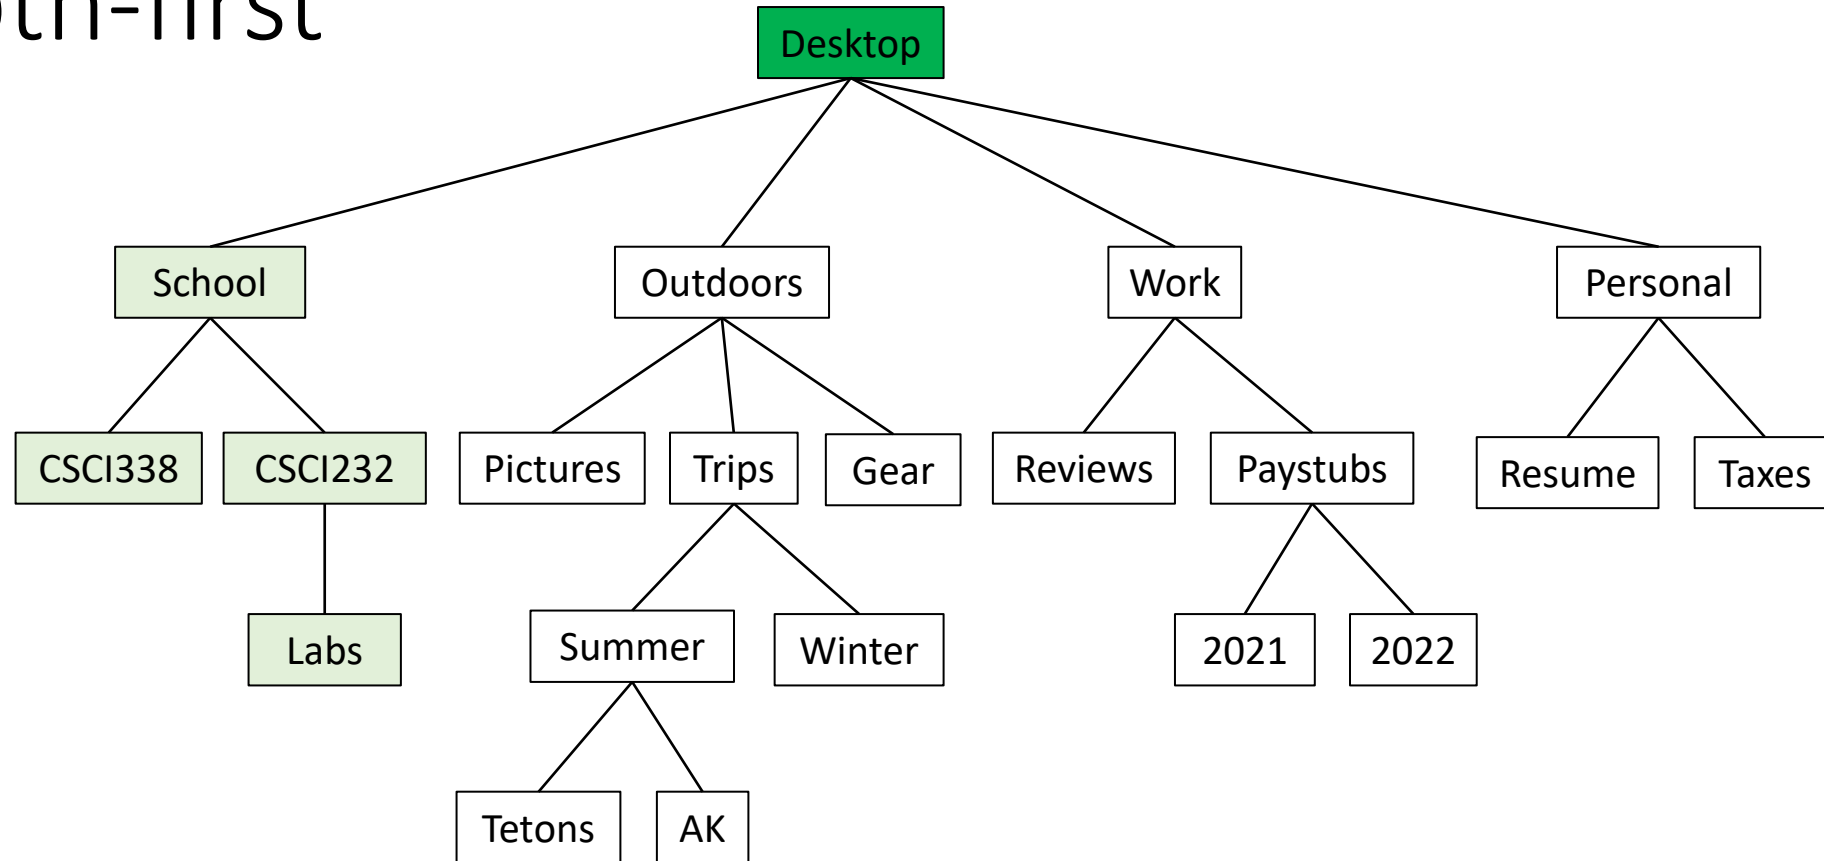 Desktop
School Outdoors Work Personal
CSCI338 CSCI232 Pictures Trips Gear Reviews Paystubs Resume Taxes
Labs Summer Winter 2021 2022
Tetons AK